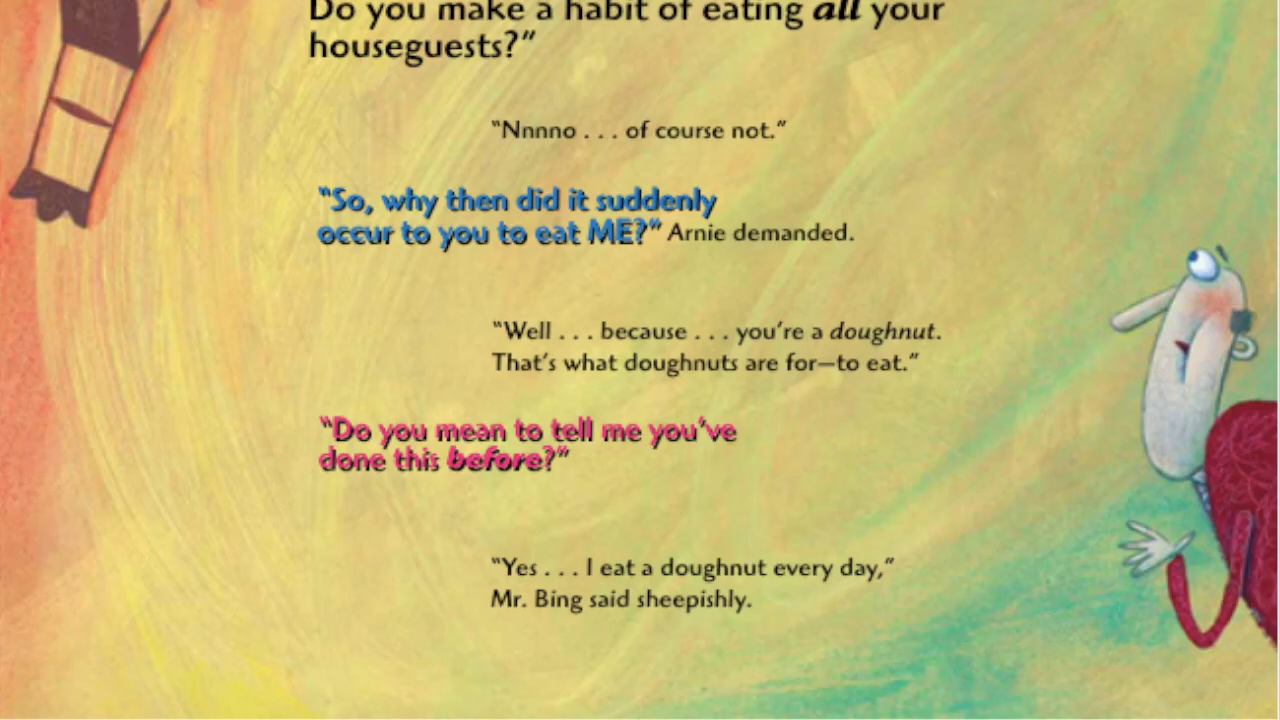 Do you make a habit of eating all your
houseguests?”
“Nnnno . . . of course not.”
“So, why then did it suddenly
occur to you to eat ME?” Arnie demanded.
“Well . . . because . . . you’re a doughnut.
That’s what doughnuts are for—to eat.”
“Do you mean to tell me you’ve
done this before?”
“Yes . . . I eat a doughnut every day,”
Mr. Bing said sheepishly.